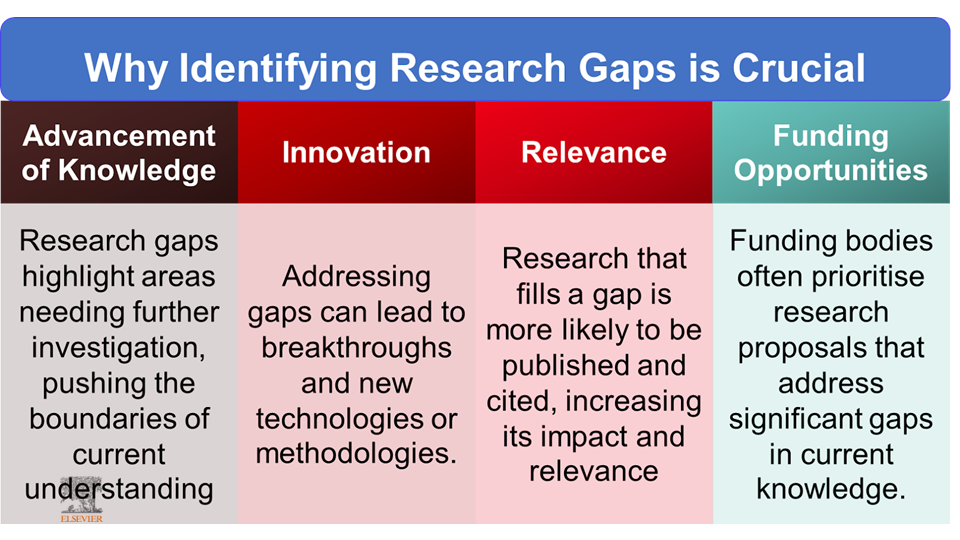 Why Identifying Research Gaps is Crucial
Advancement
of Knowledge
Innovation
Relevance
Funding
Opportunities
Research gaps
highlight areas
needing further
investigation,
pushing the
boundaries of
current
understanding
Addressing
gaps can lead to
breakthroughs
and new
technologies or
methodologies.
Research that
fills a gap is
more likely to be
published and
cited, increasing
its impact and
relevance
Funding bodies
often prioritise
research
proposals that
address
significant gaps
in current
knowledge.
ELSEVIER